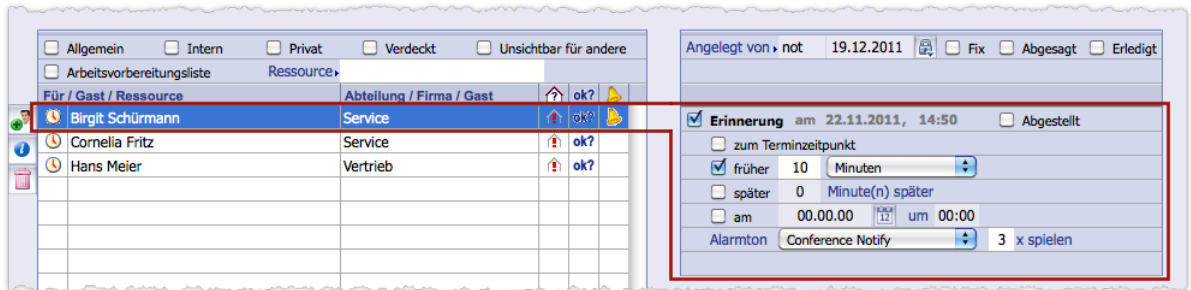 Allgemein Intern Privat Verdeckt Unsichtbar für andere
Arbeitsvorbereitungsliste Ressource
Für / Gast / Ressource Abteilung / Firma / Gast ? ok?
Birgit Schürmann Service ! ok?
Cornelia Fritz Service ! ok?
Hans Meier Vertrieb ! ok?
Angelegt von not 19.12.2011 Fix Abgesagt Erledigt
Erinnerung am 22.11.2011, 14:50 Abgestellt
zum Terminzeitpunkt
früher 10 Minuten
später 0 Minute(n) später
am 00.00.00 12 um 00:00
Alarmton Conference Notify 3 x spielen